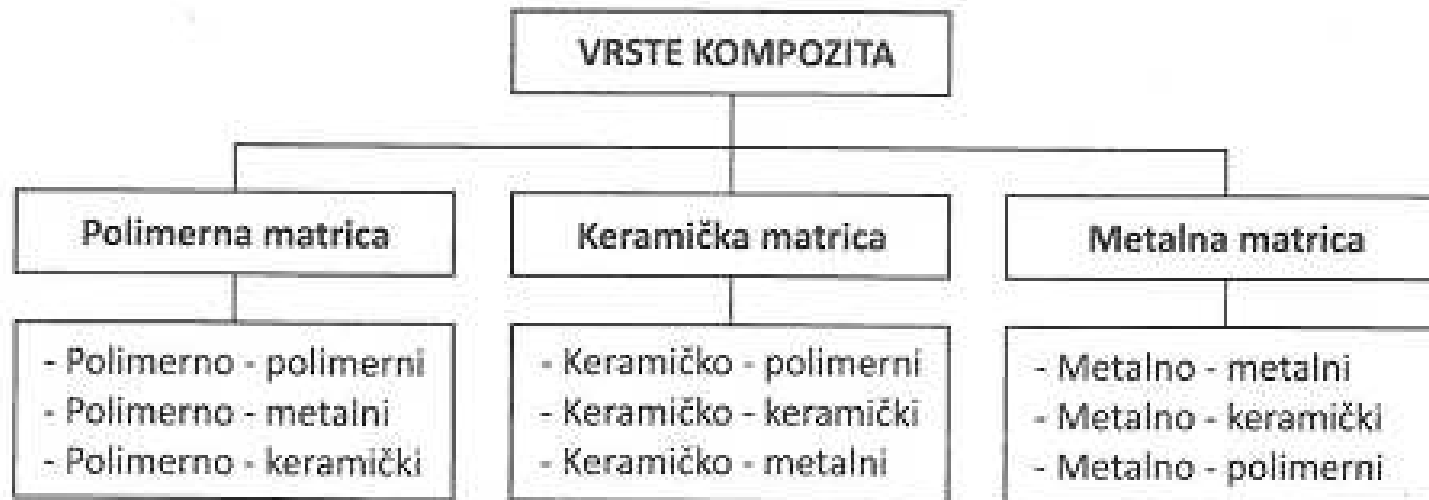 VRSTE KOMPOZITA
Polimerna matrica
Keramička matrica
Metalna matrica
- Polimerno - polimerni
- Polimerno - metalni
- Polimerno - keramički
- Keramičko - polimerni
- Keramičko - keramički
- Keramičko - metalni
- Metalno - metalni
- Metalno - keramički
- Metalno - polimerni